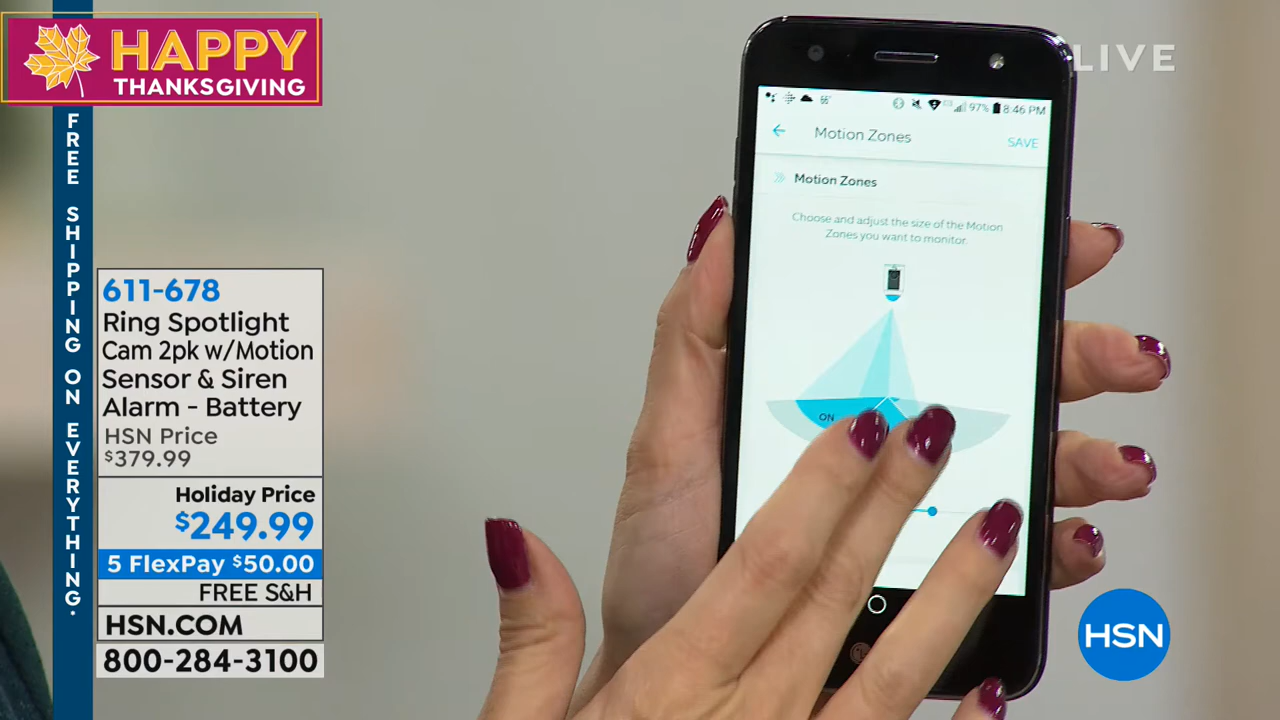 HAPPY
THANKSGIVING
FREE SHIPPING ON EVERYTHING.
611-678
Ring Spotlight
Cam 2pk w/Motion
Sensor & Siren
Alarm - Battery
HSN Price
$379.99
Holiday Price
$249.99
5 FlexPay $50.00
FREE S&H
HSN.COM
800-284-3100
LIVE
66°
97% 8:46 PM
Motion Zones
SAVE
Motion Zones
Choose and adjust the size of the Motion
Zones you want to monitor.
ON
LG
HSN